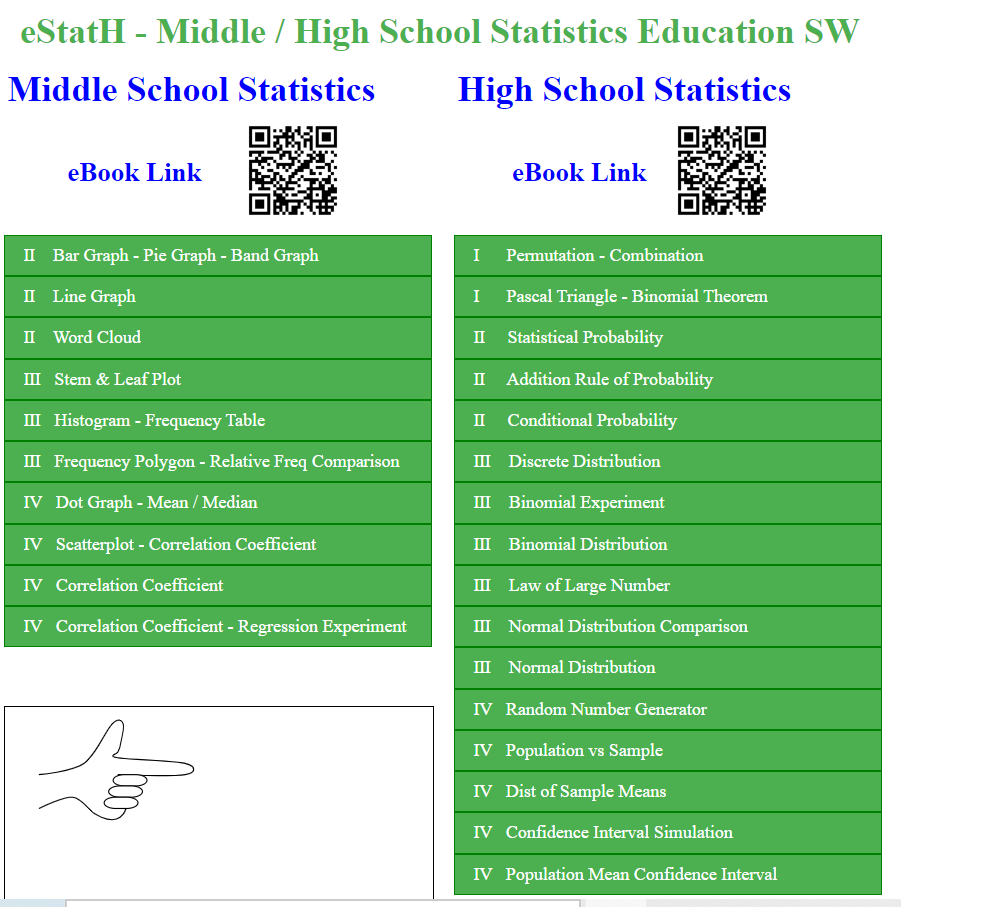 eStatH - Middle / High School Statistics Education SW
Middle School Statistics
eBook Link
II Bar Graph - Pie Graph - Band Graph
II Line Graph
II Word Cloud
III Stem & Leaf Plot
III Histogram - Frequency Table
III Frequency Polygon - Relative Freq Comparison
IV Dot Graph - Mean / Median
IV Scatterplot - Correlation Coefficient
IV Correlation Coefficient
IV Correlation Coefficient - Regression Experiment
High School Statistics
eBook Link
I Permutation - Combination
I Pascal Triangle - Binomial Theorem
II Statistical Probability
II Addition Rule of Probability
II Conditional Probability
III Discrete Distribution
III Binomial Experiment
III Binomial Distribution
III Law of Large Number
III Normal Distribution Comparison
III Normal Distribution
IV Random Number Generator
IV Population vs Sample
IV Dist of Sample Means
IV Confidence Interval Simulation
IV Population Mean Confidence Interval